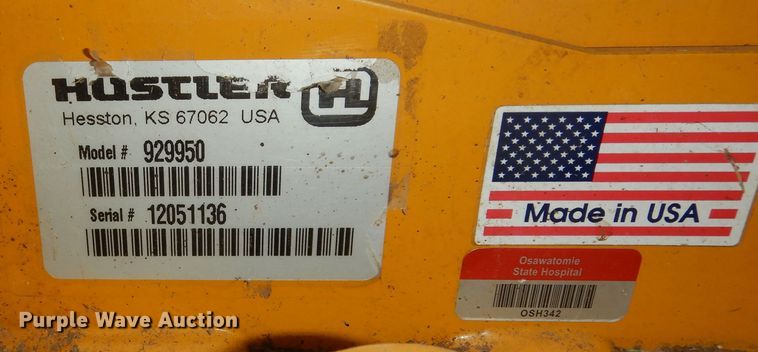 HUSTLER
Hesston, KS 67062 USA
Model # 929950
Serial # 12051136
Made in USA
Osawatomie
State Hospital
OSH342
Purple Wave Auction